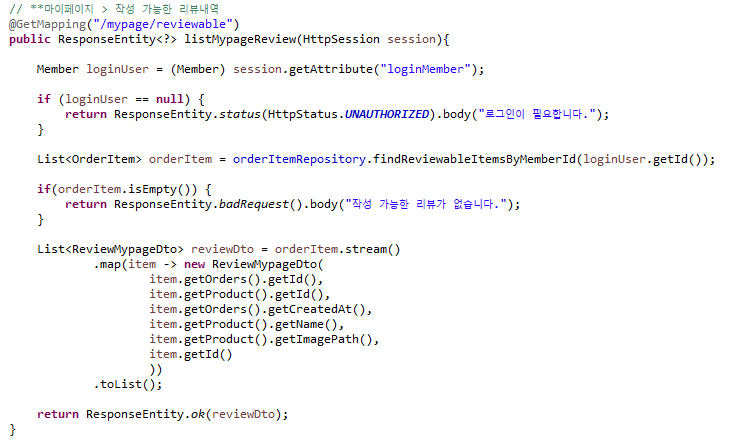 // **마이페이지 > 작성 가능한 리뷰내역
@GetMapping("/mypage/reviewable")
public ResponseEntity<?> listMypageReview(HttpSession session){
Member loginUser = (Member) session.getAttribute("loginMember");
if (loginUser == null) {
return ResponseEntity.status(HttpStatus.UNAUTHORIZED).body("로그인이 필요합니다.");
}
List<OrderItem> orderItem = orderItemRepository.findReviewableItemsByMemberId(loginUser.getId());
if(orderItem.isEmpty()) {
return ResponseEntity.badRequest().body("작성 가능한 리뷰가 없습니다.");
}
List<ReviewMypageDto> reviewDto = orderItem.stream()
.map(item -> new ReviewMypageDto(
item.getOrders().getId(),
item.getProduct().getId(),
item.getOrders().getCreatedAt(),
item.getProduct().getName(),
item.getProduct().getImagePath(),
item.getId()
))
.toList();
return ResponseEntity.ok(reviewDto);
}